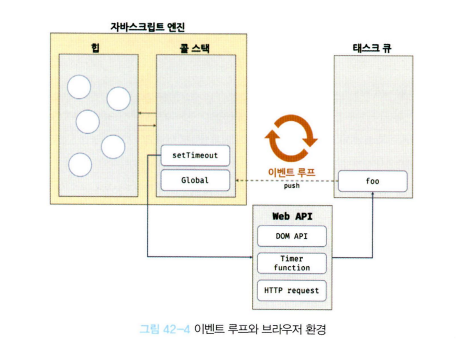 자바스크립트 엔진
힙
콜 스택
태스크 큐
setTimeout
Global
이벤트 루프
push
foo
Web API
DOM API
Timer
function
HTTP request
그림 42-4 이벤트 루프와 브라우저 환경